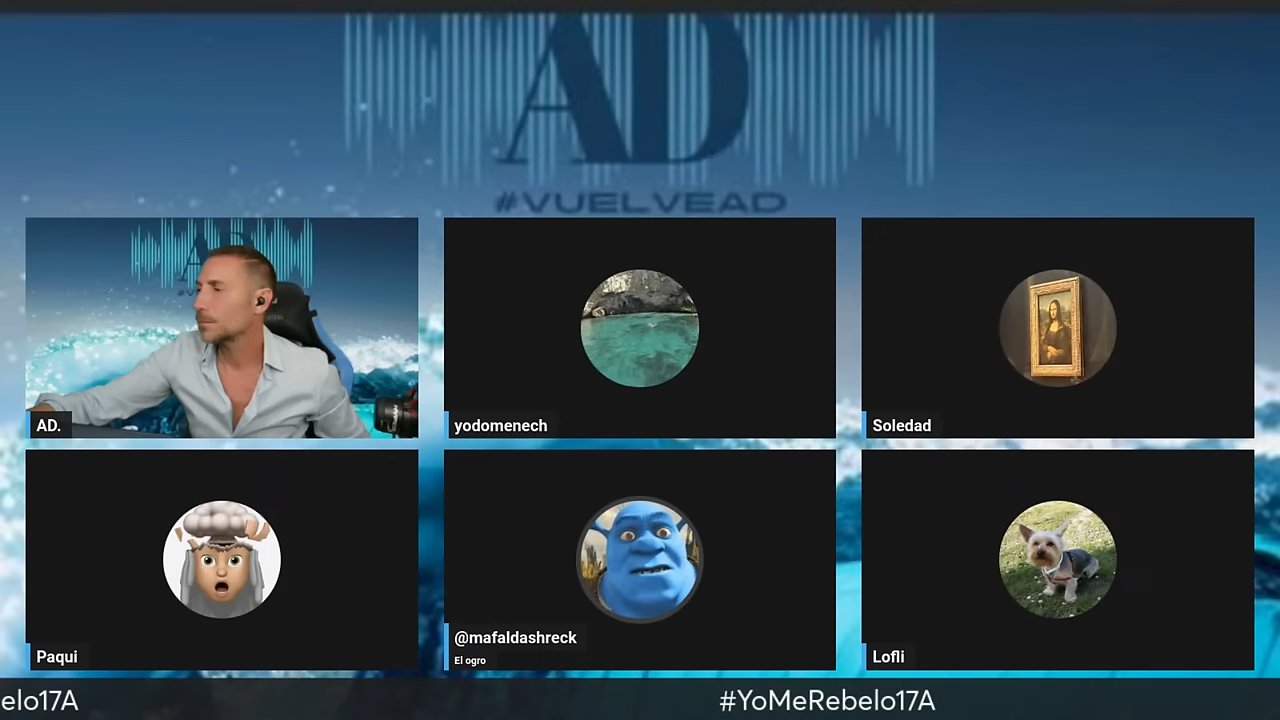 AD
#VUELVEAD
AD.
yodomenech
Soledad
Paqui
@mafaldashreck
El ogro
Lofli
elo17A
#YoMeRebelo17A